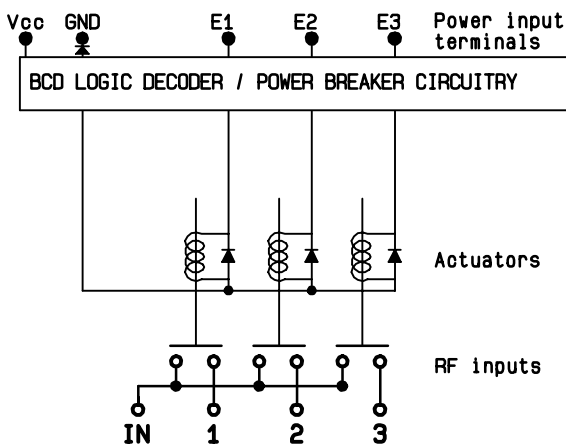 Vcc GND E1 E2 E3 Power input
terminals
BCD LOGIC DECODER / POWER BREAKER CIRCUITRY
Actuators
RF inputs
IN 1 2 3